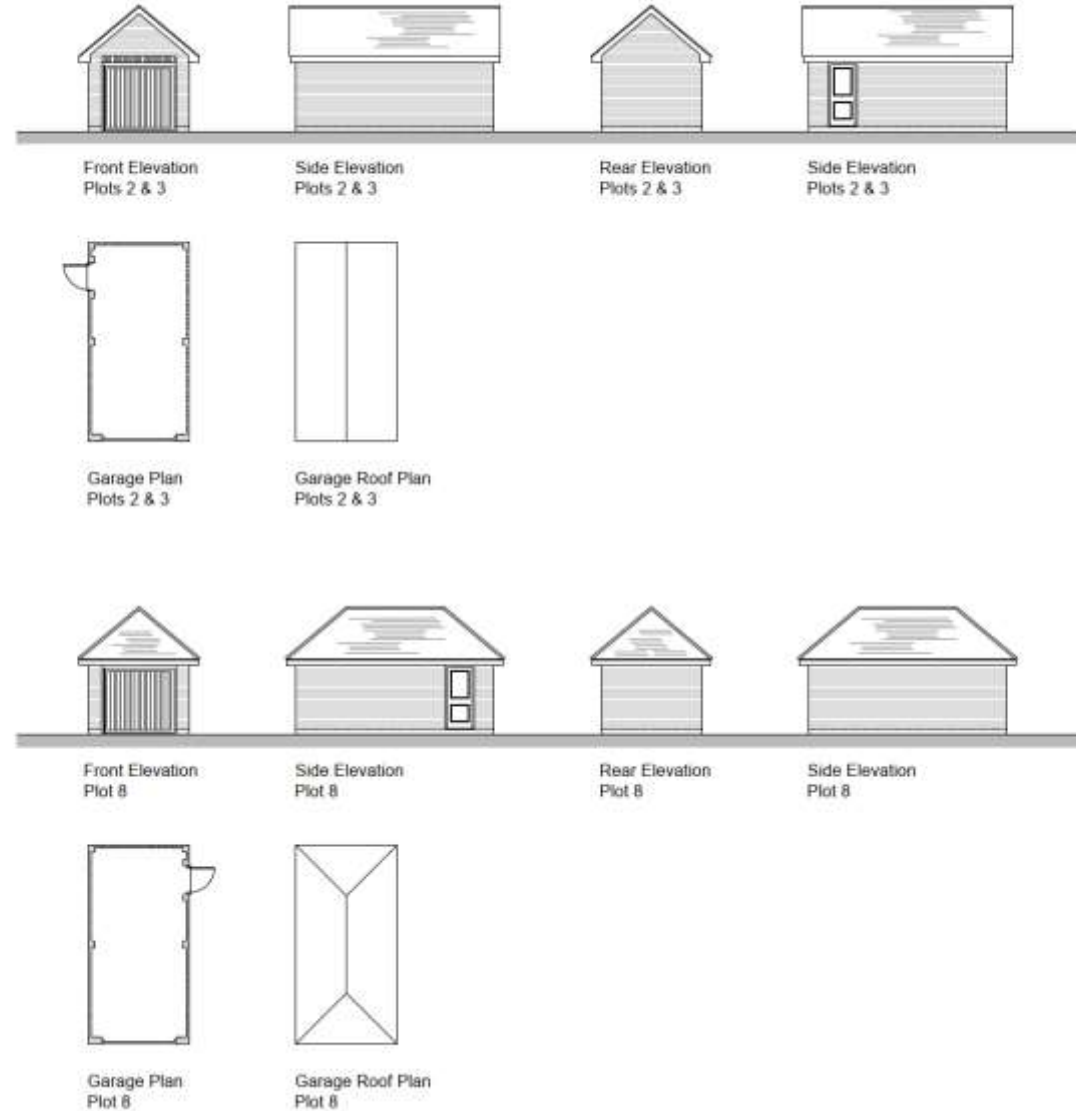 Front Elevation
Plots 2 & 3
Side Elevation
Plots 2 & 3
Rear Elevation
Plots 2 & 3
Side Elevation
Plots 2 & 3
Garage Plan
Plots 2 & 3
Garage Roof Plan
Plots 2 & 3
Front Elevation
Plot 8
Side Elevation
Plot 8
Rear Elevation
Plot 8
Side Elevation
Plot 8
Garage Plan
Plot 8
Garage Roof Plan
Plot 8